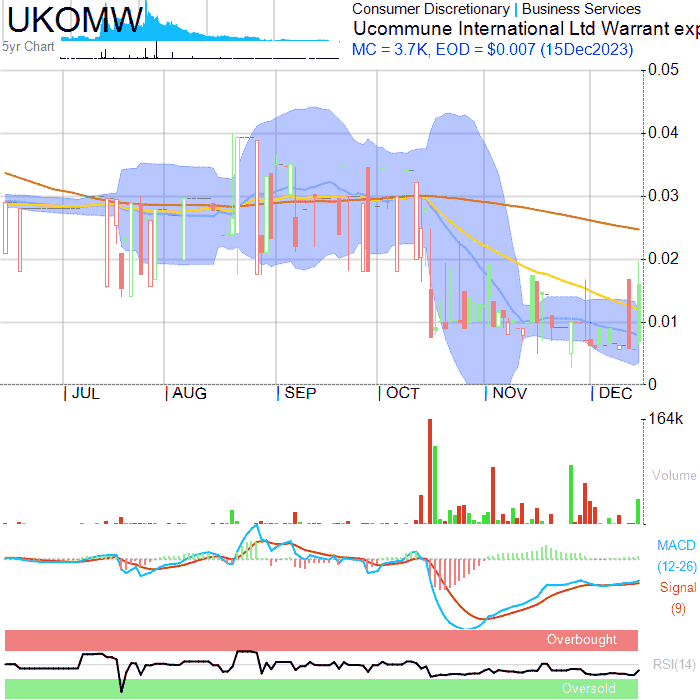 UKOMW
5yr Chart
Consumer Discretionary | Business Services
Ucommune International Ltd Warrant exp
MC = 3.7K, EOD = $0.007 (15Dec2023)
0.05
0.04
0.03
0.02
0.01
0
JUL AUG SEP OCT NOV DEC
164k
Volume
MACD
(12-26)
Signal
(9)
Overbought
RSI(14)
Oversold